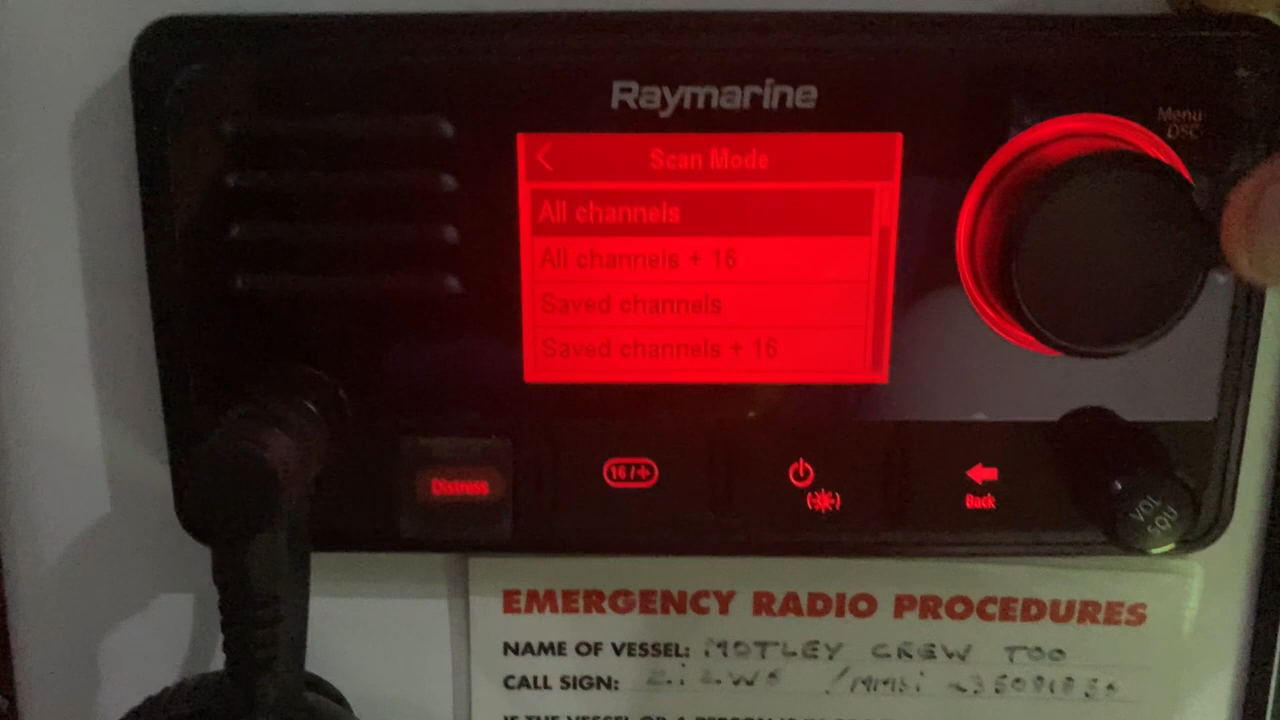 Raymarine
Menu
DSC
Scan Mode
All channels
All channels + 16
Saved channels
Saved channels + 16
Distress
16/+
Back
VOL
SQU
EMERGENCY RADIO PROCEDURES
NAME OF VESSEL: MOTLEY CREW TOO
CALL SIGN: /MMSI